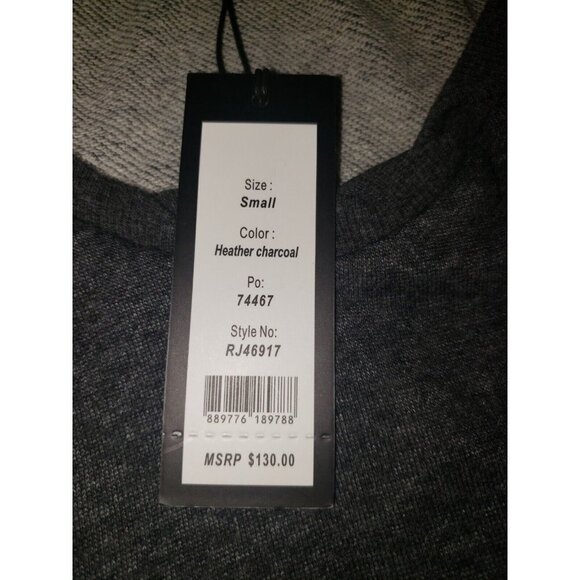 Size :
Small
Color :
Heather charcoal
Po:
74467
Style No:
RJ46917
889776 189788
MSRP $130.00